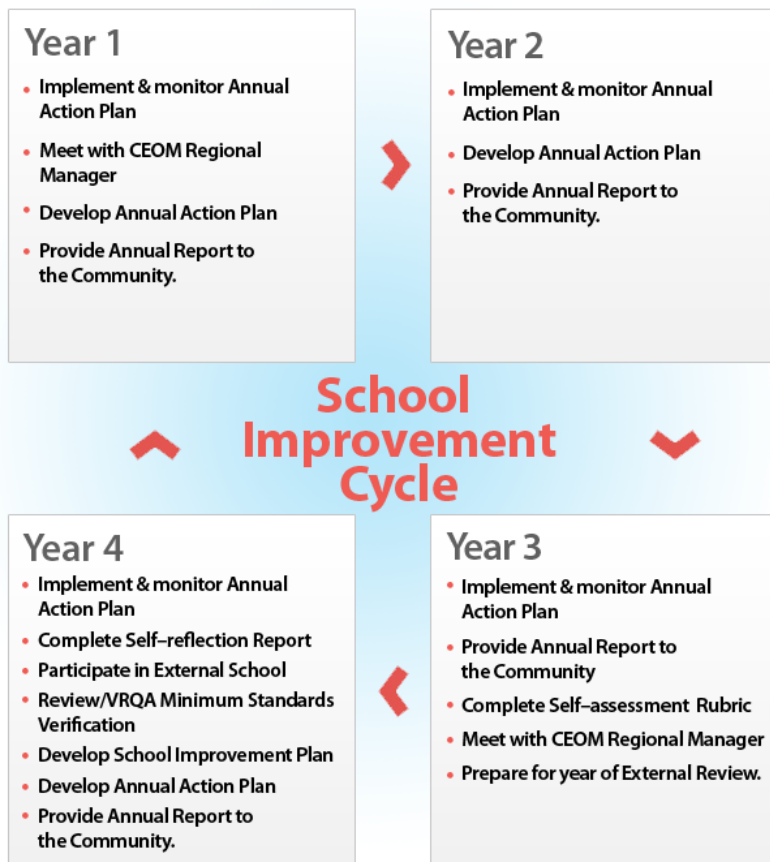 Year 1
• Implement & monitor Annual
Action Plan
• Meet with CEOM Regional
Manager
• Develop Annual Action Plan
• Provide Annual Report to
the Community.
Year 2
• Implement & monitor Annual
Action Plan
• Develop Annual Action Plan
• Provide Annual Report to
the Community.
School
Improvement
Cycle
Year 3
• Implement & monitor Annual
Action Plan
• Provide Annual Report to
the Community
• Complete Self–assessment Rubric
• Meet with CEOM Regional Manager
• Prepare for year of External Review.
Year 4
• Implement & monitor Annual
Action Plan
• Complete Self–reflection Report
• Participate in External School
• Review/VRQA Minimum Standards
Verification
• Develop School Improvement Plan
• Develop Annual Action Plan
• Provide Annual Report to
the Community.